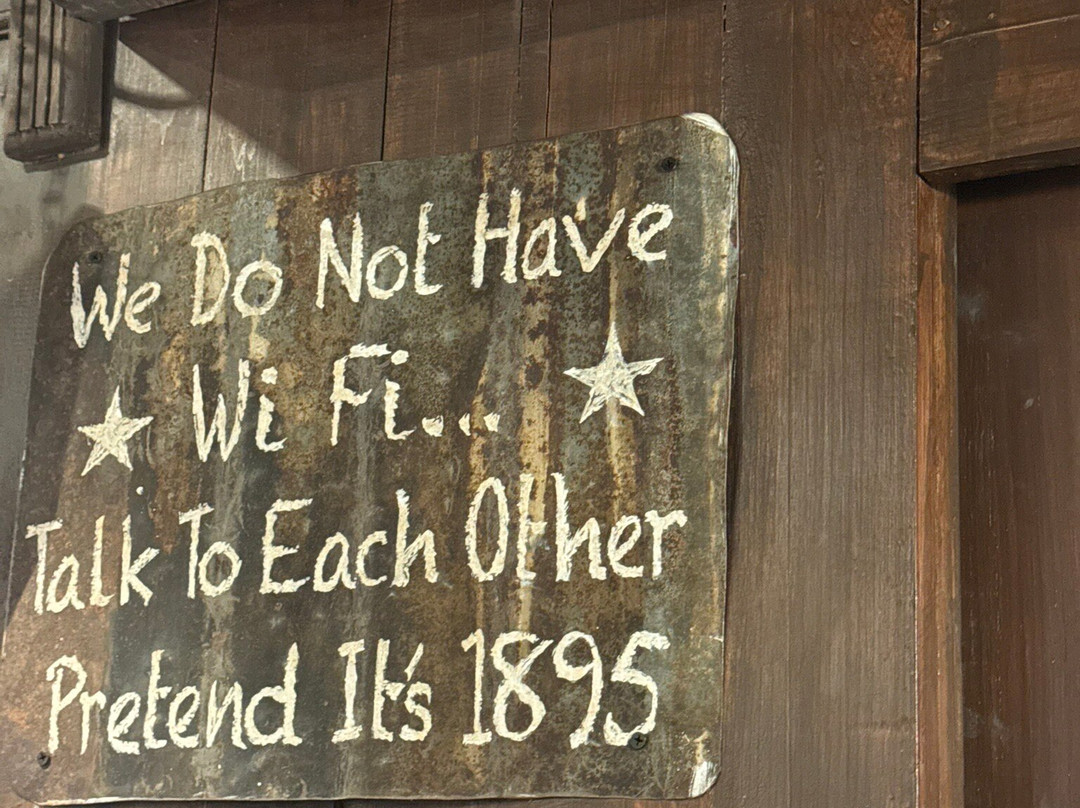 We Do Not Have
Wi Fi...
Talk To Each Other
Pretend It's 1895